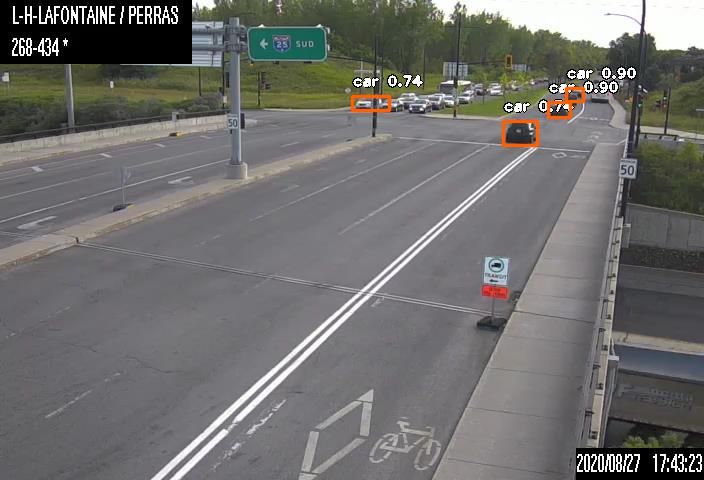 L-H-LAFONTAINE / PERRAS
268-434 *
25 SUD
car 0.74
car 0.90
car 0.90
car 0.74
50
50
TRANSIT
2020/08/27 17:43:23